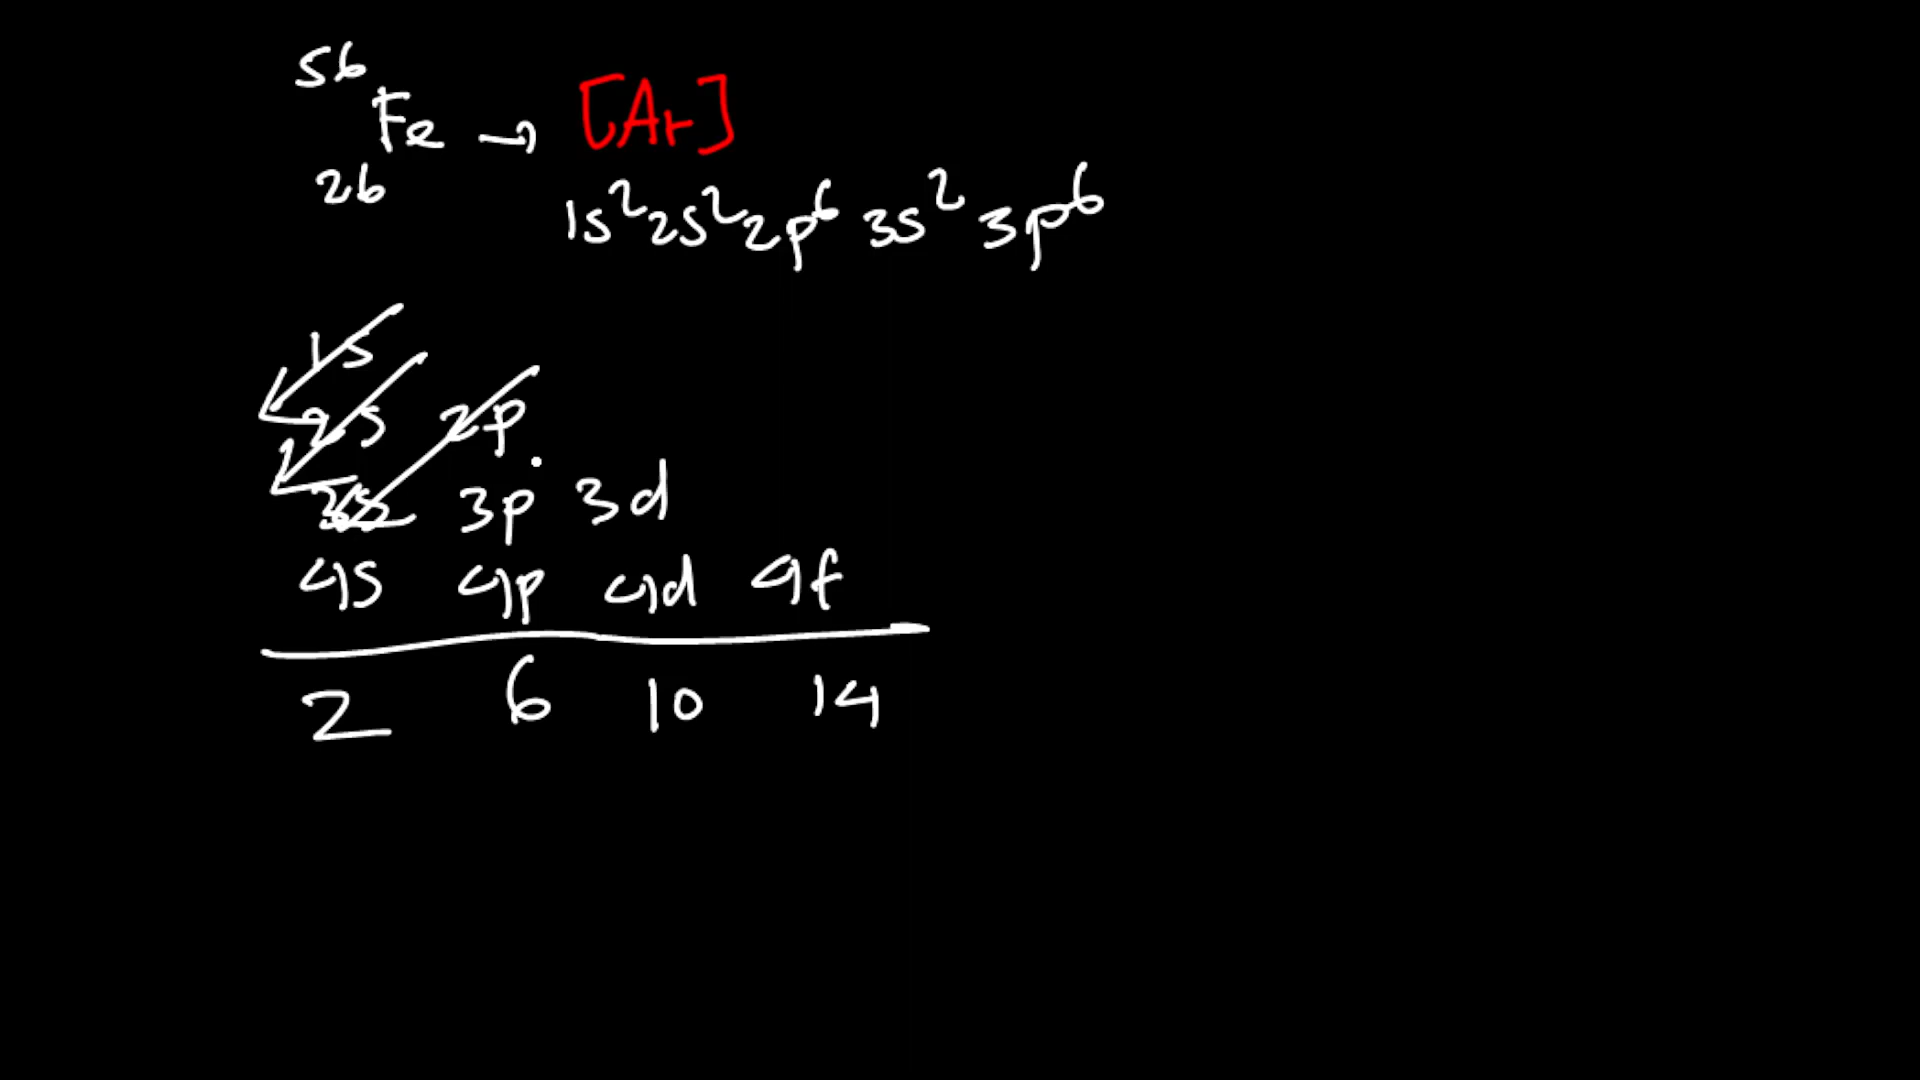 56
Fe → [Ar]
26
1s² 2s² 2p⁶ 3s² 3p⁶
1s
2s 2p
3s 3p 3d
4s 4p 4d 4f
2 6 10 14